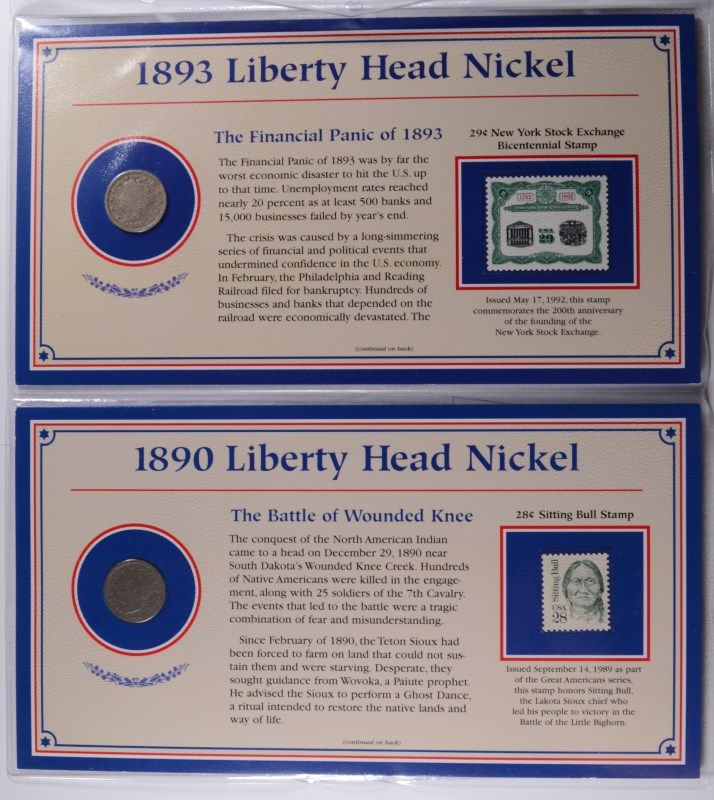 1893 Liberty Head Nickel
The Financial Panic of 1893
The Financial Panic of 1893 was by far the
worst economic disaster to hit the U.S. up
to that time. Unemployment rates reached
nearly 20 percent as at least 500 banks and
15,000 businesses failed by year's end.
The crisis was caused by a long-simmering
series of financial and political events that
undermined confidence in the U.S. economy.
In February, the Philadelphia and Reading
Railroad filed for bankruptcy. Hundreds of
businesses and banks that depended on the
railroad were economically devastated. The
(continued on back)
29¢ New York Stock Exchange
Bicentennial Stamp
1792 1992
USA
29
Issued May 17, 1992, this stamp
commemorates the 200th anniversary
of the founding of the
New York Stock Exchange.
1890 Liberty Head Nickel
The Battle of Wounded Knee
The conquest of the North American Indian
came to a head on December 29, 1890 near
South Dakota's Wounded Knee Creek. Hundreds
of Native Americans were killed in the engage-
ment, along with 25 soldiers of the 7th Cavalry.
The events that led to the battle were a tragic
combination of fear and misunderstanding.
Since February of 1890, the Teton Sioux had
been forced to farm on land that could not sus-
tain them and were starving. Desperate, they
sought guidance from Wovoka, a Paiute prophet.
He advised the Sioux to perform a Ghost Dance,
a ritual intended to restore the native lands and
way of life.
(continued on back)
28¢ Sitting Bull Stamp
Sitting Bull
USA
28
Issued September 14, 1989 as part
of the Great Americans series,
this stamp honors Sitting Bull,
the Lakota Sioux chief who
led his people to victory in the
Battle of the Little Bighorn.